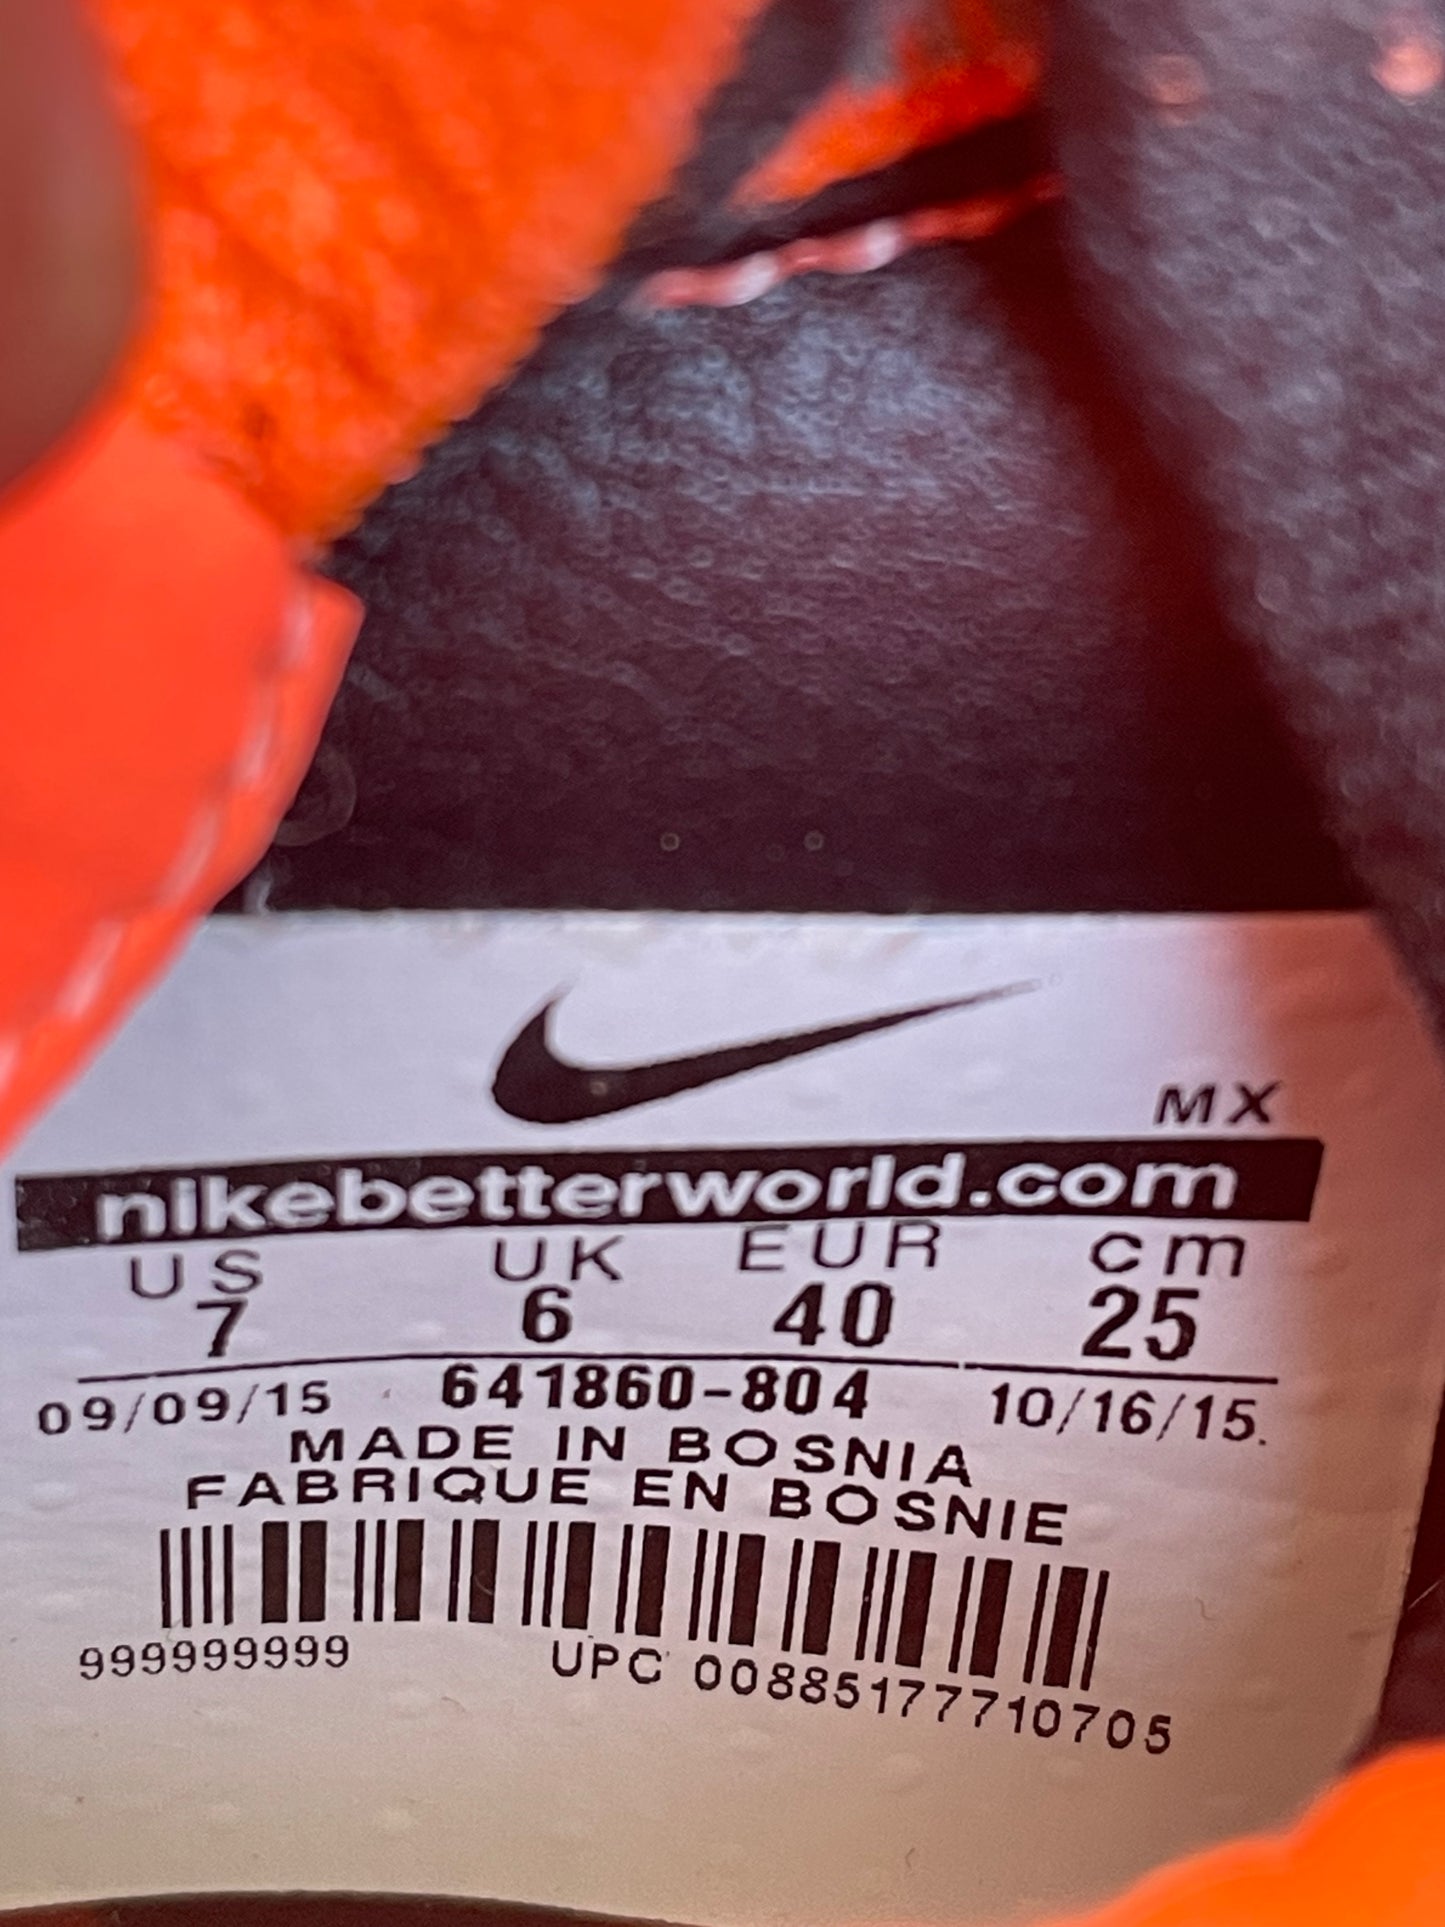 MX
nikebetterworld.com
US UK EUR cm
7 6 40 25
09/09/15 641860-804 10/16/15.
MADE IN BOSNIA
FABRIQUE EN BOSNIE
999999999 UPC 00885177710705